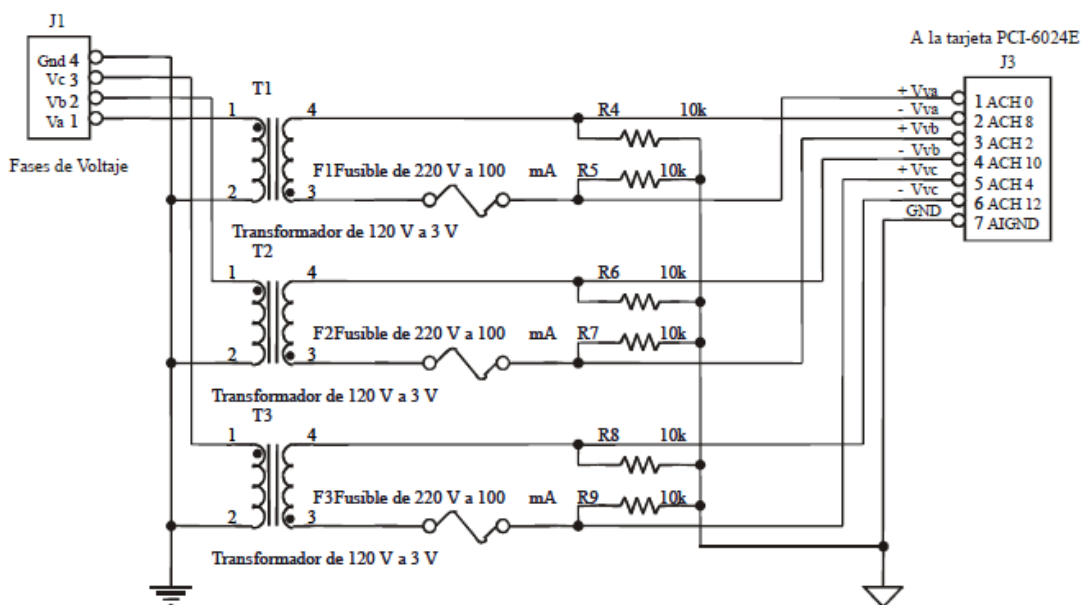 J1
Gnd 4
Vc 3
Vb 2
Va 1
Fases de Voltaje
A la tarjeta PCI-6024E
J3
+ Vva
1 ACH 0
- Vva
2 ACH 8
+ Vvb
3 ACH 2
- Vvb
4 ACH 10
+ Vvc
5 ACH 4
- Vvc
6 ACH 12
GND
7 AIGND
T1
1
4
R4
10k
F1Fusible de 220 V a 100 mA
R5
10k
2
3
Transformador de 120 V a 3 V
T2
1
4
R6
10k
F2Fusible de 220 V a 100 mA
R7
10k
2
3
Transformador de 120 V a 3 V
T3
1
4
R8
10k
F3Fusible de 220 V a 100 mA
R9
10k
2
3
Transformador de 120 V a 3 V